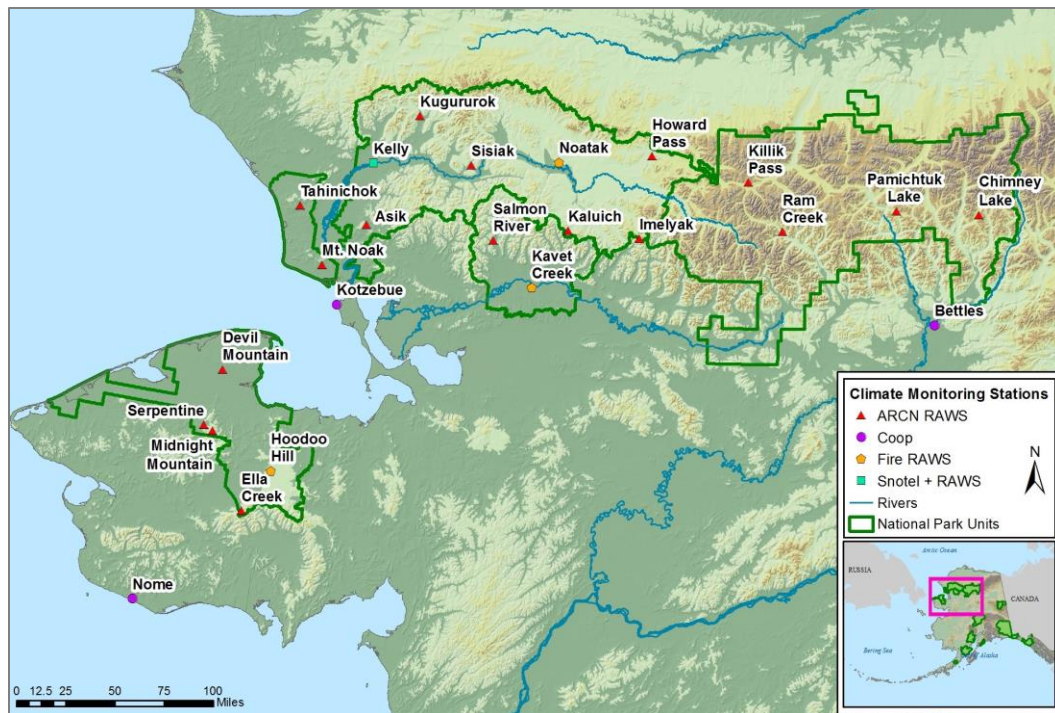 Kugururok
Howard
Pass
Kelly
Sisiak
Noatak
Killik
Pass
Pamichtuk
Lake
Chimney
Lake
Tahinichok
Asik
Salmon
River
Kaluich
Imelyak
Ram
Creek
Mt. Noak
Kavet
Creek
Kotzebue
Bettles
Devil
Mountain
Serpentine
Midnight
Mountain
Hoodoo
Hill
Ella
Creek
Nome
0 12.5 25 50 75 100
Miles
Climate Monitoring Stations
ARCN RAWS
Coop
Fire RAWS
Snotel + RAWS
Rivers
National Park Units
N
Arctic Ocean
RUSSIA
CANADA
Bering Sea
Gulf of Alaska